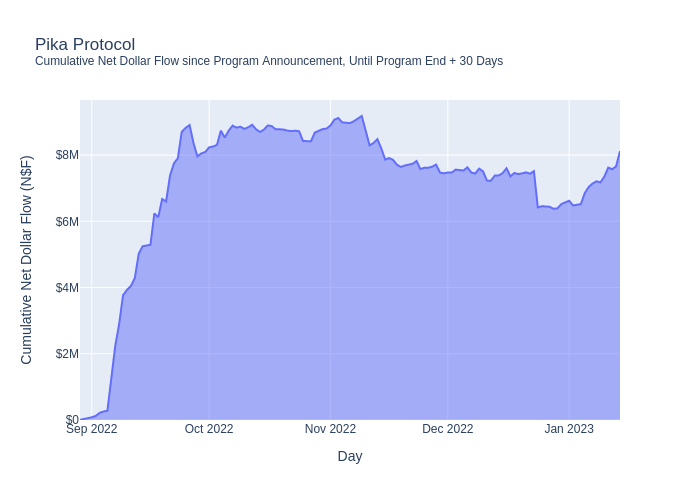 Pika Protocol
Cumulative Net Dollar Flow since Program Announcement, Until Program End + 30 Days
Cumulative Net Dollar Flow (N$F)
$8M
$6M
$4M
$2M
$0
Sep 2022
Oct 2022
Nov 2022
Dec 2022
Jan 2023
Day